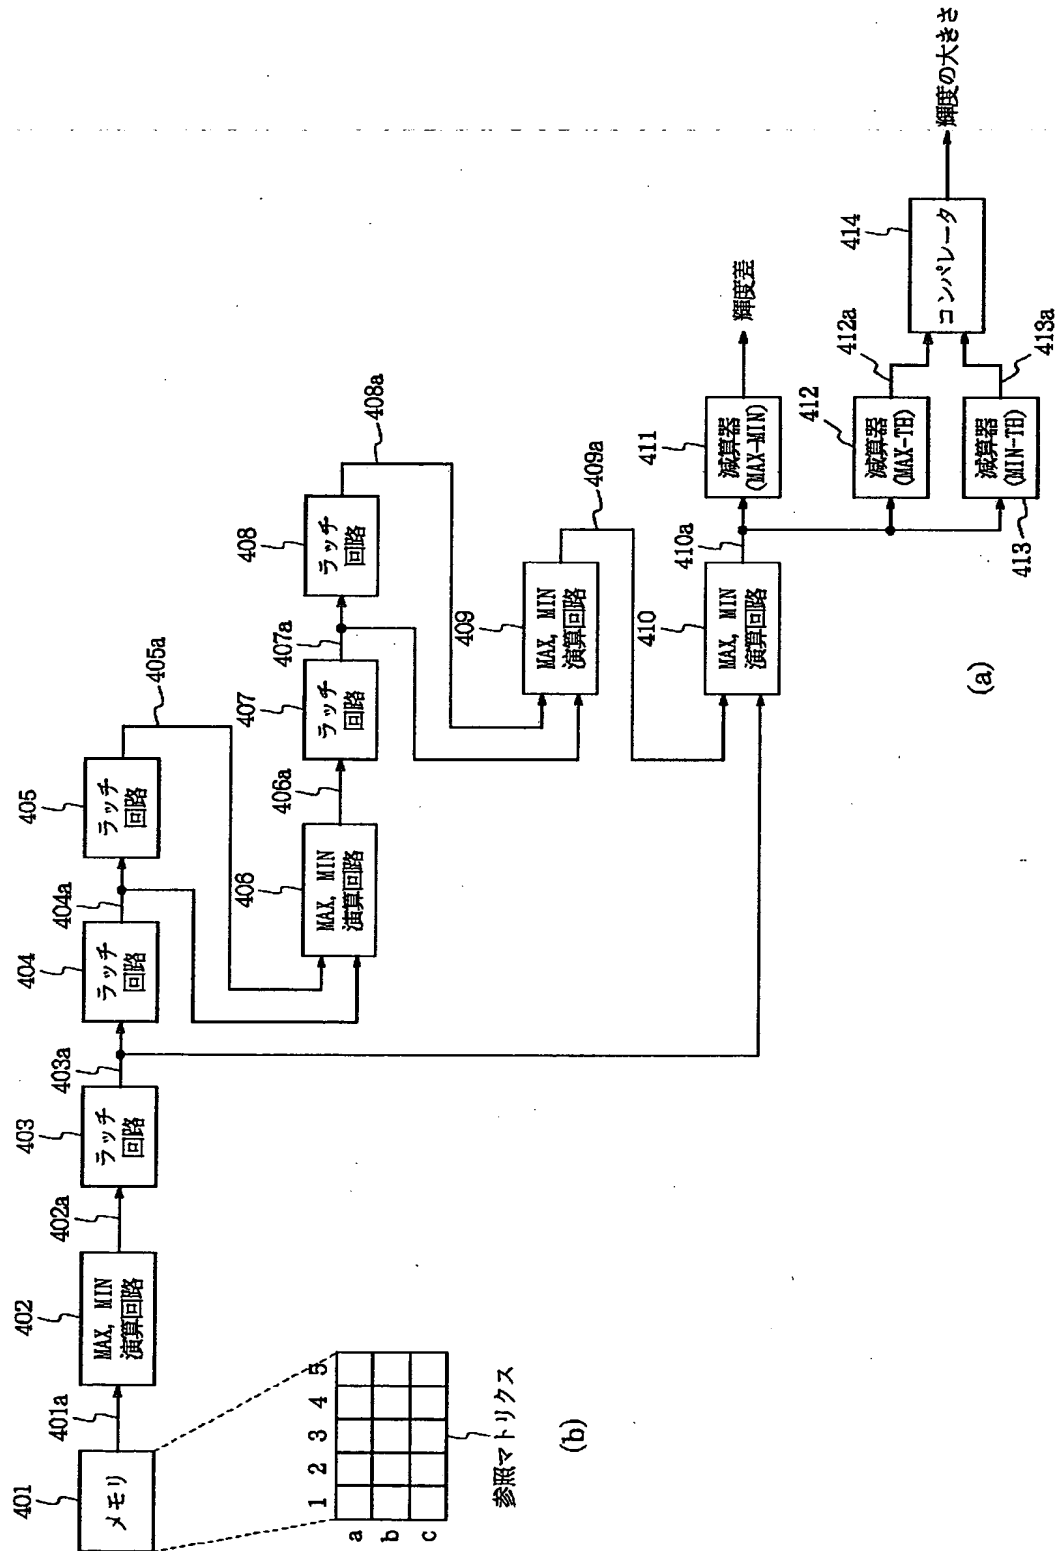 401
メモリ
401a
402
MAX, MIN
演算回路
402a
403
ラッチ
回路
403a
404
ラッチ
回路
404a
405
ラッチ
回路
405a
406
MAX, MIN
演算回路
406a
407
ラッチ
回路
407a
408
ラッチ
回路
408a
409
MAX, MIN
演算回路
409a
410
MAX, MIN
演算回路
410a
411
減算器
(MAX-MIN)
輝度差
412
減算器
(MAX-TH)
412a
413
減算器
(MIN-TH)
413a
414
コンパレータ
輝度の大きさ
(a)
1 2 3 4 5
a
b
c
参照マトリクス
(b)